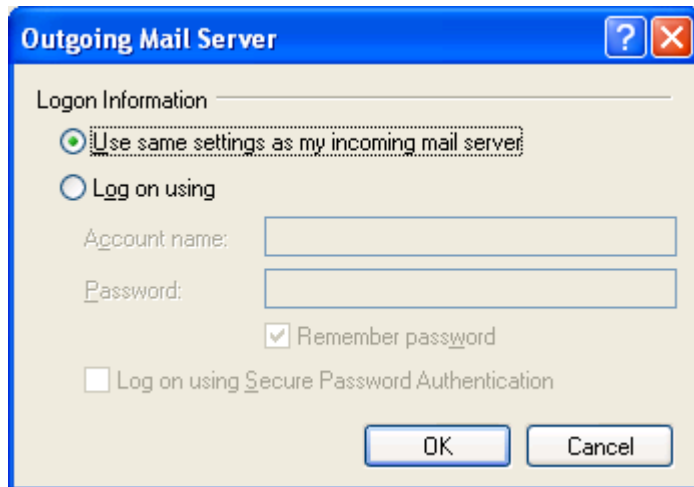 Outgoing Mail Server
Logon Information
Use same settings as my incoming mail server
Log on using
Account name:
Password:
Remember password
Log on using Secure Password Authentication
OK Cancel